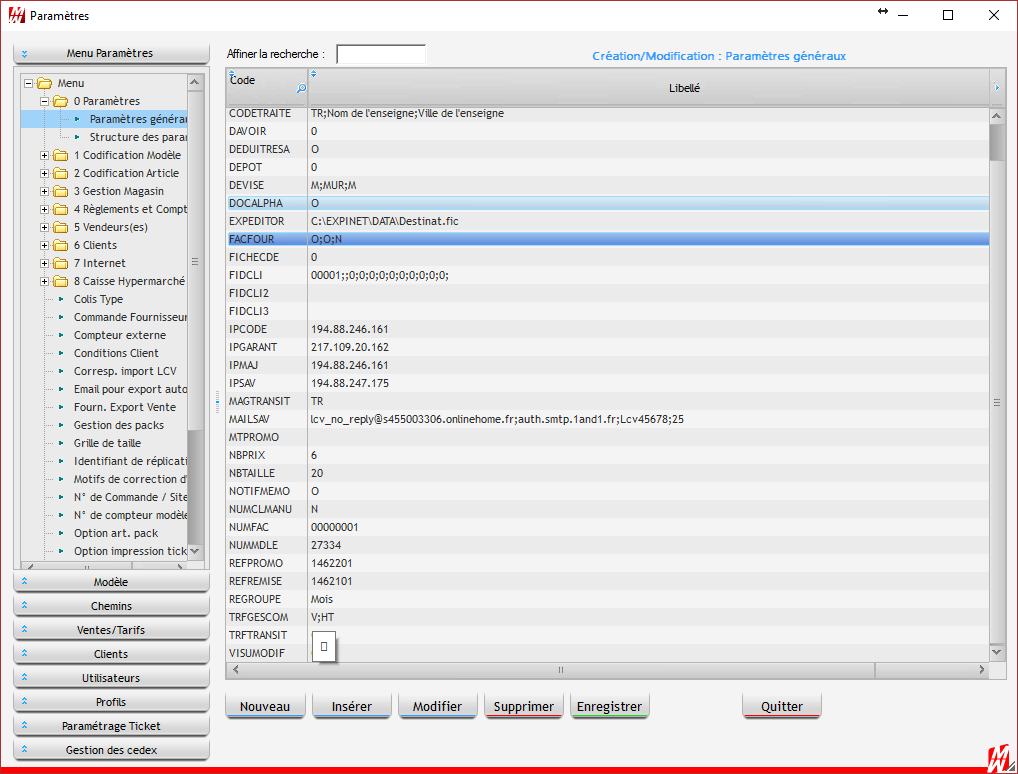 Paramètres
Menu Paramètres
Menu
0 Paramètres
Paramètres générau
Structure des parai
1 Codification Modèle
2 Codification Article
3 Gestion Magasin
4 Règlements et Compt
5 Vendeurs(es)
6 Clients
7 Internet
8 Caisse Hypermarché
Colis Type
Commande Fournisseur
Compteur externe
Conditions Client
Corresp. import LCV
Email pour export auto
Fourn. Export Vente
Gestion des packs
Grille de taille
Identifiant de réplicati
Motifs de correction d'
N° de Commande / Site
N° de compteur modèle
Option art. pack
Option impression tick
Modèle
Chemins
Ventes/Tarifs
Clients
Utilisateurs
Profils
Paramétrage Ticket
Gestion des cedex
Affiner la recherche :
Création/Modification : Paramètres généraux
Code Libellé
CODETRAITE TR;Nom de l'enseigne;Ville de l'enseigne
DAVOIR 0
DEDUITRESA O
DEPOT 0
DEVISE M;MUR;M
DOCALPHA O
EXPEDITOR C:\EXPINET\DATA\Destinat.fic
FACFOUR O;O;N
FICHECDE 0
FIDCLI 00001;;0;0;0;0;0;0;0;0;0;0;
FIDCLI2
FIDCLI3
IPCODE 194.88.246.161
IPGARANT 217.109.20.162
IPMAJ 194.88.246.161
IPSAV 194.88.247.175
MAGTRANSIT TR
MAILSAV lcv_no_reply@s455003306.onlinehome.fr;auth.smtp.1and1.fr;Lcv45678;25
MTPROMO
NBPRIX 6
NBTAILLE 20
NOTIFMEMO O
NUMCLMANU N
NUMFAC 00000001
NUMMDLE 27334
REFPROMO 1462201
REFREMISE 1462101
REGROUPE Mois
TRFGESCOM V;HT
TRFTRANSIT
VISUMODIF
Nouveau Insérer Modifier Supprimer Enregistrer Quitter